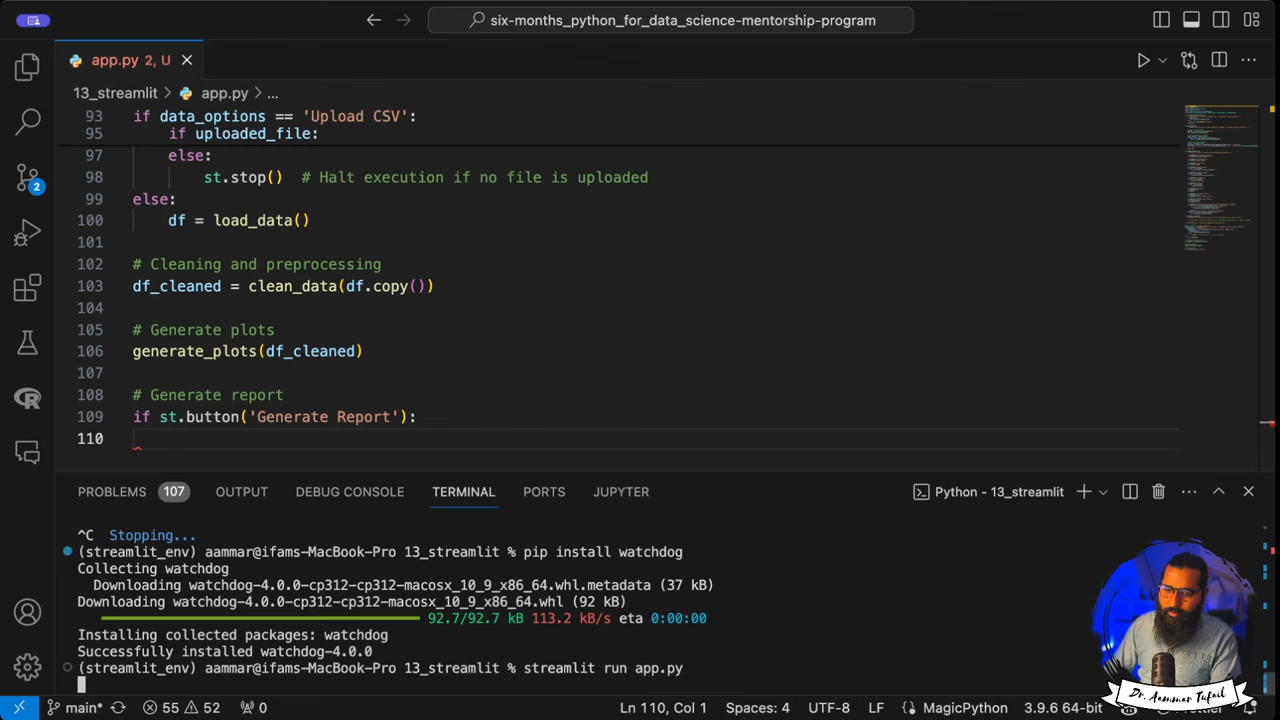 six-months_python_for_data_science-mentorship-program
app.py 2, U
13_streamlit > app.py > ...
93 if data_options == 'Upload CSV':
95 if uploaded_file:
97 else:
98 st.stop() # Halt execution if no file is uploaded
99 else:
100 df = load_data()
101
102 # Cleaning and preprocessing
103 df_cleaned = clean_data(df.copy())
104
105 # Generate plots
106 generate_plots(df_cleaned)
107
108 # Generate report
109 if st.button('Generate Report'):
110
2
PROBLEMS 107 OUTPUT DEBUG CONSOLE TERMINAL PORTS JUPYTER Python - 13_streamlit
^C Stopping...
(streamlit_env) aammar@ifams-MacBook-Pro 13_streamlit % pip install watchdog
Collecting watchdog
Downloading watchdog-4.0.0-cp312-cp312-macosx_10_9_x86_64.whl.metadata (37 kB)
Downloading watchdog-4.0.0-cp312-cp312-macosx_10_9_x86_64.whl (92 kB)
92.7/92.7 kB 113.2 kB/s eta 0:00:00
Installing collected packages: watchdog
Successfully installed watchdog-4.0.0
(streamlit_env) aammar@ifams-MacBook-Pro 13_streamlit % streamlit run app.py
Dr. Aammar Tufail
main* 55 52 0 Ln 110, Col 1 Spaces: 4 UTF-8 LF MagicPython 3.9.6 64-bit